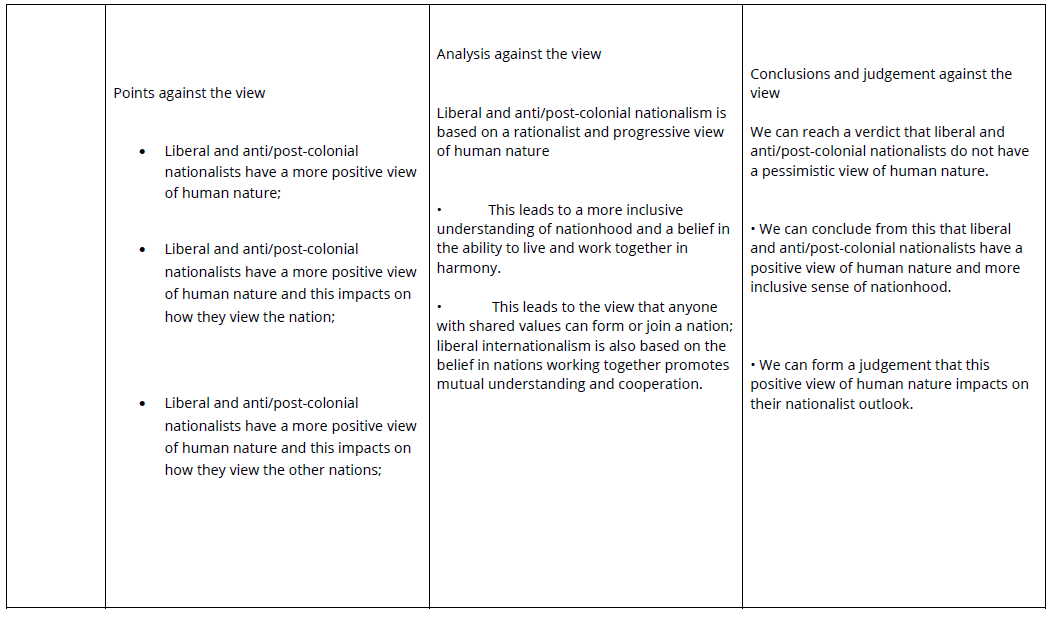 Points against the view
• Liberal and anti/post-colonial
nationalists have a more positive view
of human nature;
• Liberal and anti/post-colonial
nationalists have a more positive view
of human nature and this impacts on
how they view the nation;
• Liberal and anti/post-colonial
nationalists have a more positive view
of human nature and this impacts on
how they view the other nations;
Analysis against the view
Liberal and anti/post-colonial nationalism is
based on a rationalist and progressive view
of human nature
• This leads to a more inclusive
understanding of nationhood and a belief in
the ability to live and work together in
harmony.
• This leads to the view that anyone
with shared values can form or join a nation;
liberal internationalism is also based on the
belief in nations working together promotes
mutual understanding and cooperation.
Conclusions and judgement against the
view
We can reach a verdict that liberal and
anti/post-colonial nationalists do not have
a pessimistic view of human nature.
• We can conclude from this that liberal
and anti/post-colonial nationalists have a
positive view of human nature and more
inclusive sense of nationhood.
• We can form a judgement that this
positive view of human nature impacts on
their nationalist outlook.